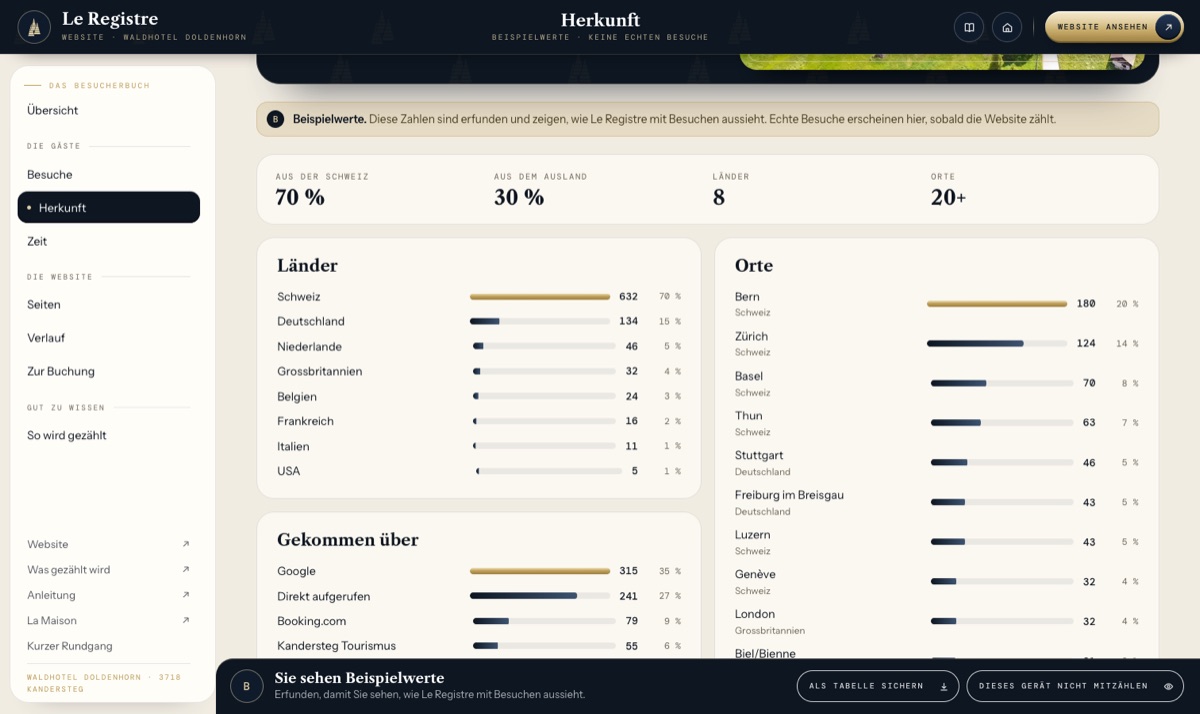 Le Registre
WEBSITE · WALDHOTEL DOLDENHORN
Herkunft
BEISPIELWERTE · KEINE ECHTEN BESUCHE
WEBSITE ANSEHEN
DAS BESUCHERBUCH
Übersicht
DIE GÄSTE
Besuche
Herkunft
Zeit
DIE WEBSITE
Seiten
Verlauf
Zur Buchung
GUT ZU WISSEN
So wird gezählt
Website
Was gezählt wird
Anleitung
La Maison
Kurzer Rundgang
WALDHOTEL DOLDENHORN · 3718
KANDERSTEG
B Beispielwerte. Diese Zahlen sind erfunden und zeigen, wie Le Registre mit Besuchen aussieht. Echte Besuche erscheinen hier, sobald die Website zählt.
AUS DER SCHWEIZ
70 %
AUS DEM AUSLAND
30 %
LÄNDER
8
ORTE
20+
Länder
Schweiz 632 70 %
Deutschland 134 15 %
Niederlande 46 5 %
Grossbritannien 32 4 %
Belgien 24 3 %
Frankreich 16 2 %
Italien 11 1 %
USA 5 1 %
Gekommen über
Google 315 35 %
Direkt aufgerufen 241 27 %
Booking.com 79 9 %
Kandersteg Tourismus 55 6 %
Orte
Bern 180 20 %
Schweiz
Zürich 124 14 %
Schweiz
Basel 70 8 %
Schweiz
Thun 63 7 %
Schweiz
Stuttgart 46 5 %
Deutschland
Freiburg im Breisgau 43 5 %
Deutschland
Luzern 43 5 %
Schweiz
Genève 32 4 %
Schweiz
London 32 4 %
Grossbritannien
Biel/Bienne
B
Sie sehen Beispielwerte
Erfunden, damit Sie sehen, wie Le Registre mit Besuchen aussieht.
ALS TABELLE SICHERN
DIESES GERÄT NICHT MITZÄHLEN